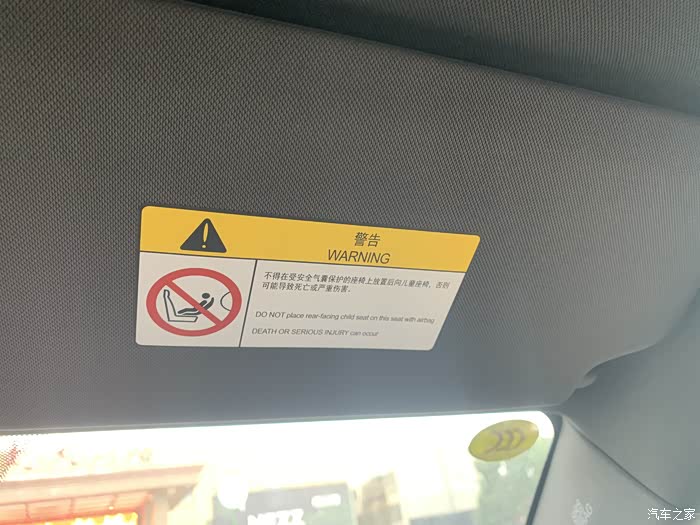 警告
WARNING
不得在受安全气囊保护的座椅上放置后向儿童座椅，否则
可能导致死亡或严重伤害。
DO NOT place rear-facing child seat on this seat with airbag
DEATH OR SERIOUS INJURY can occur
汽车之家